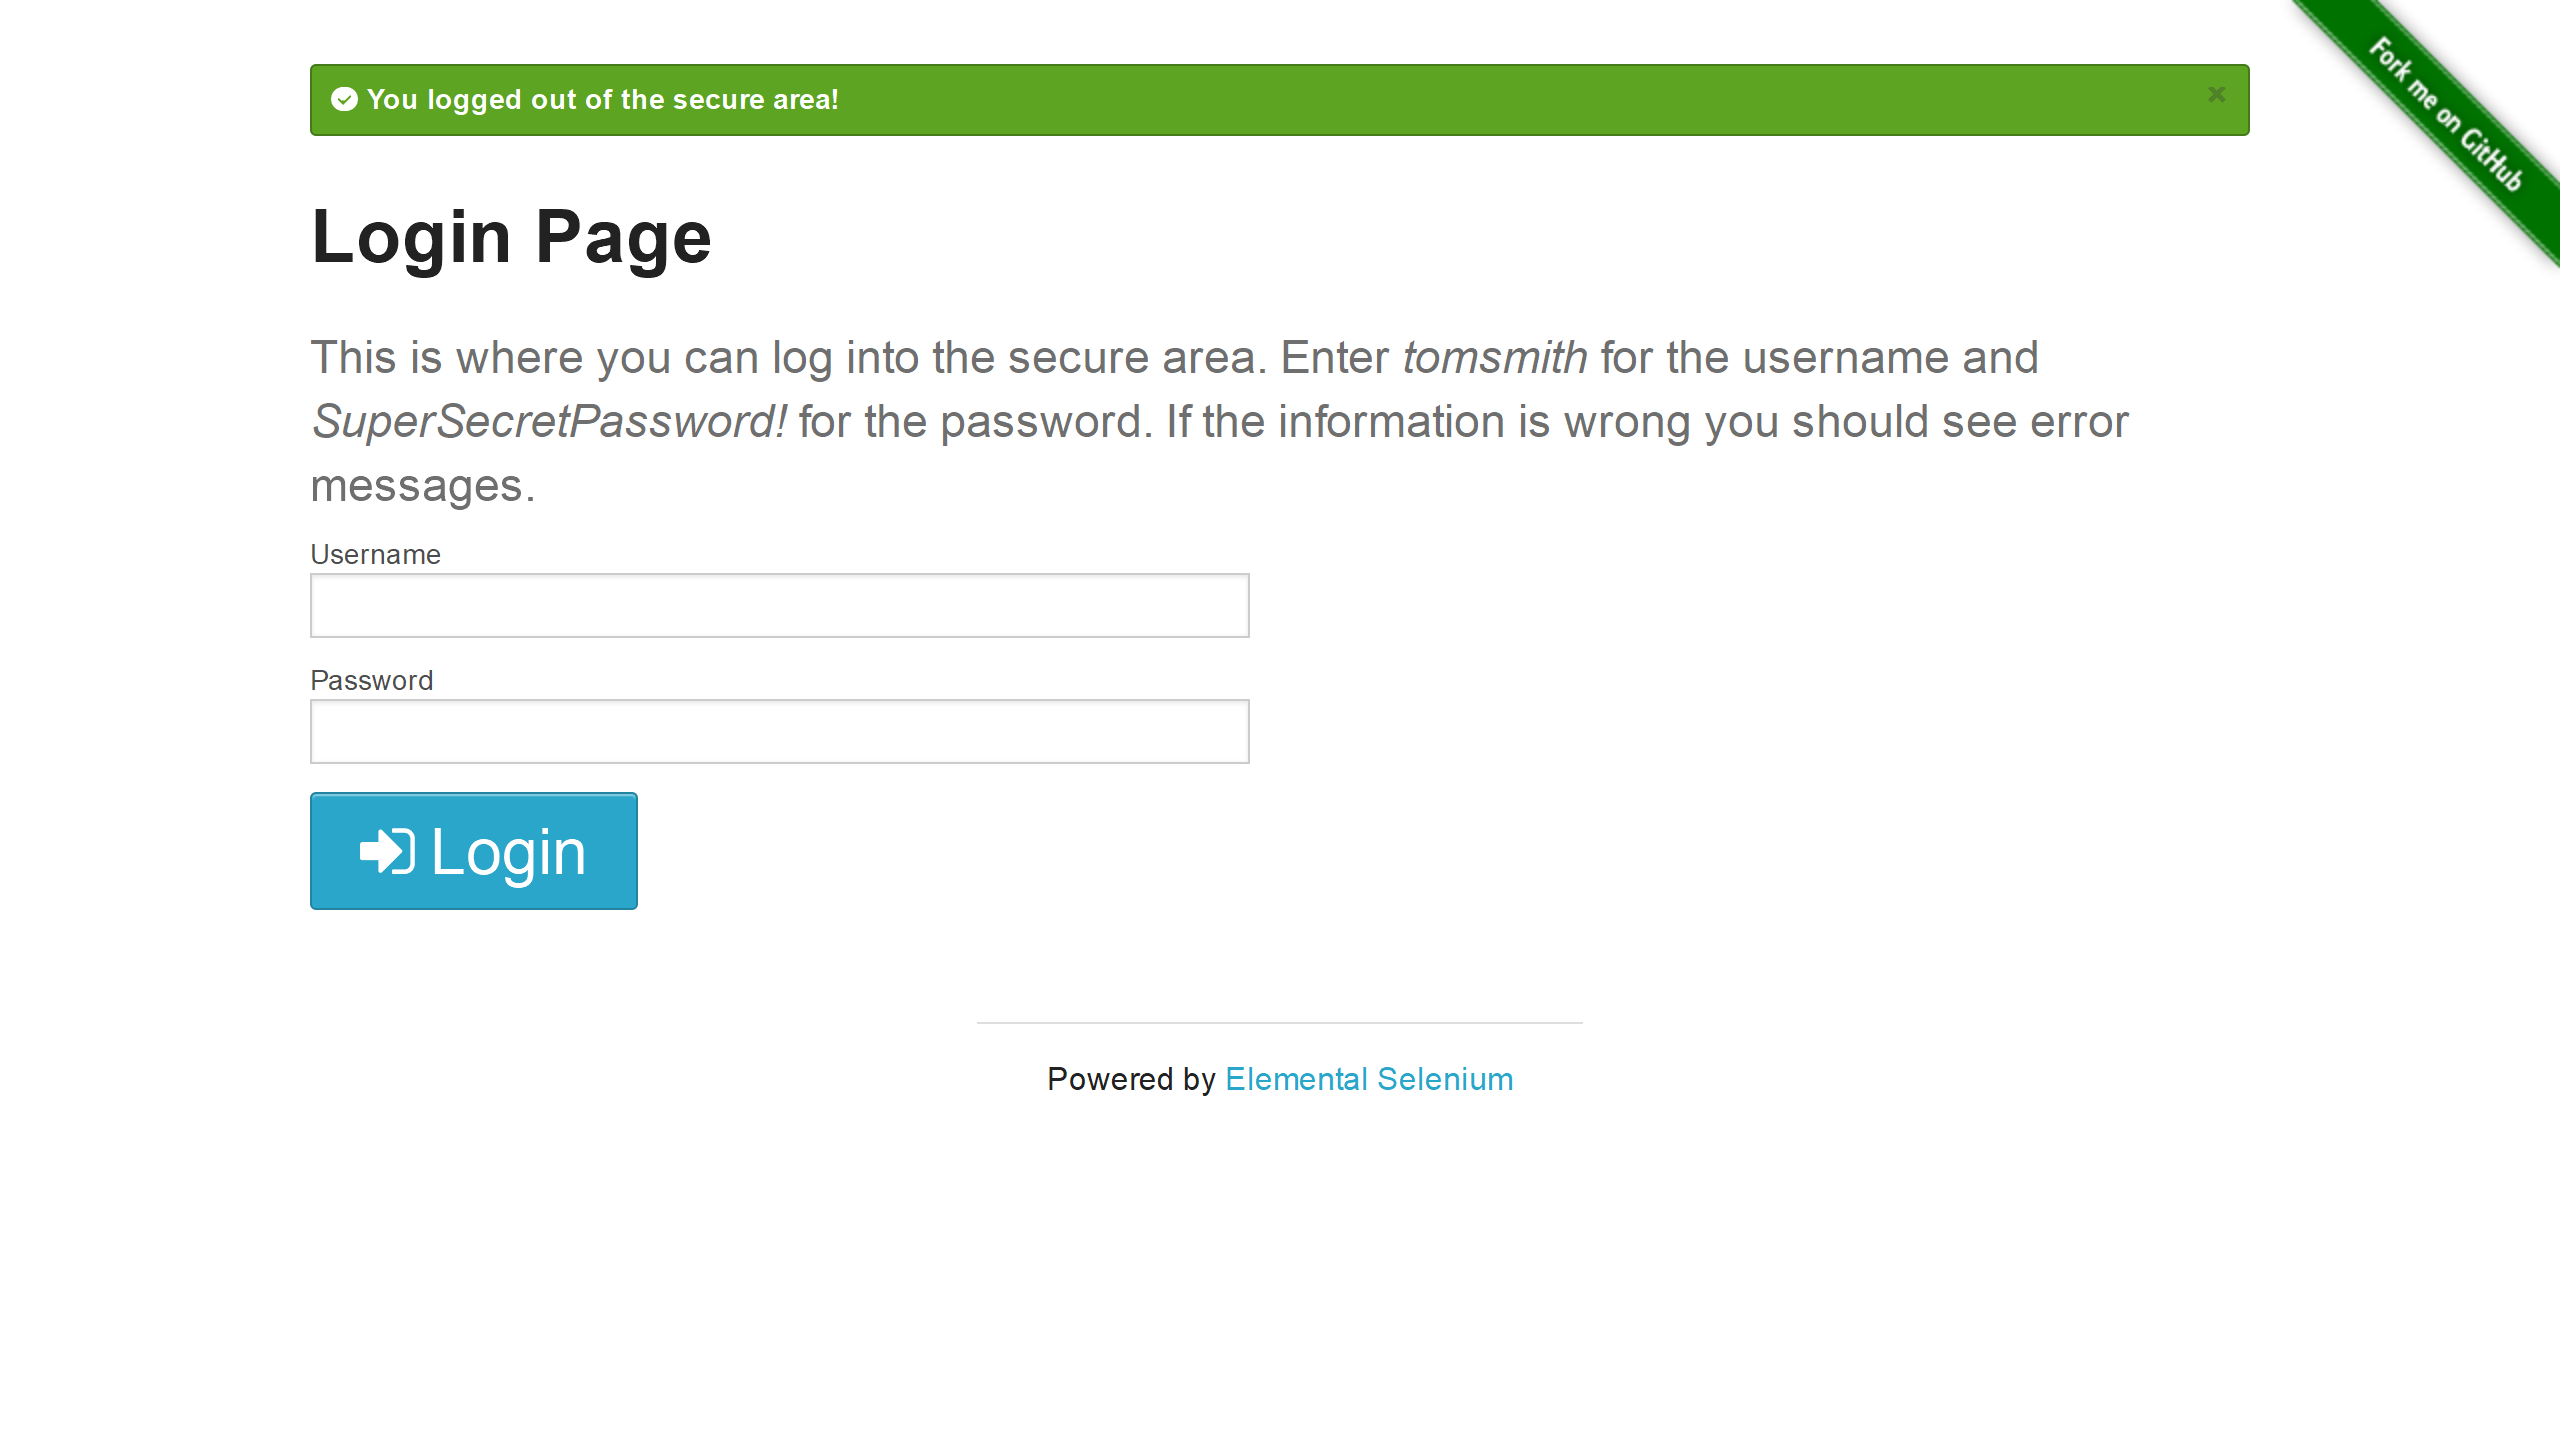 You logged out of the secure area!
×
Fork me on GitHub
Login Page
This is where you can log into the secure area. Enter tomsmith for the username and
SuperSecretPassword! for the password. If the information is wrong you should see error
messages.
Username
Password
Login
Powered by Elemental Selenium